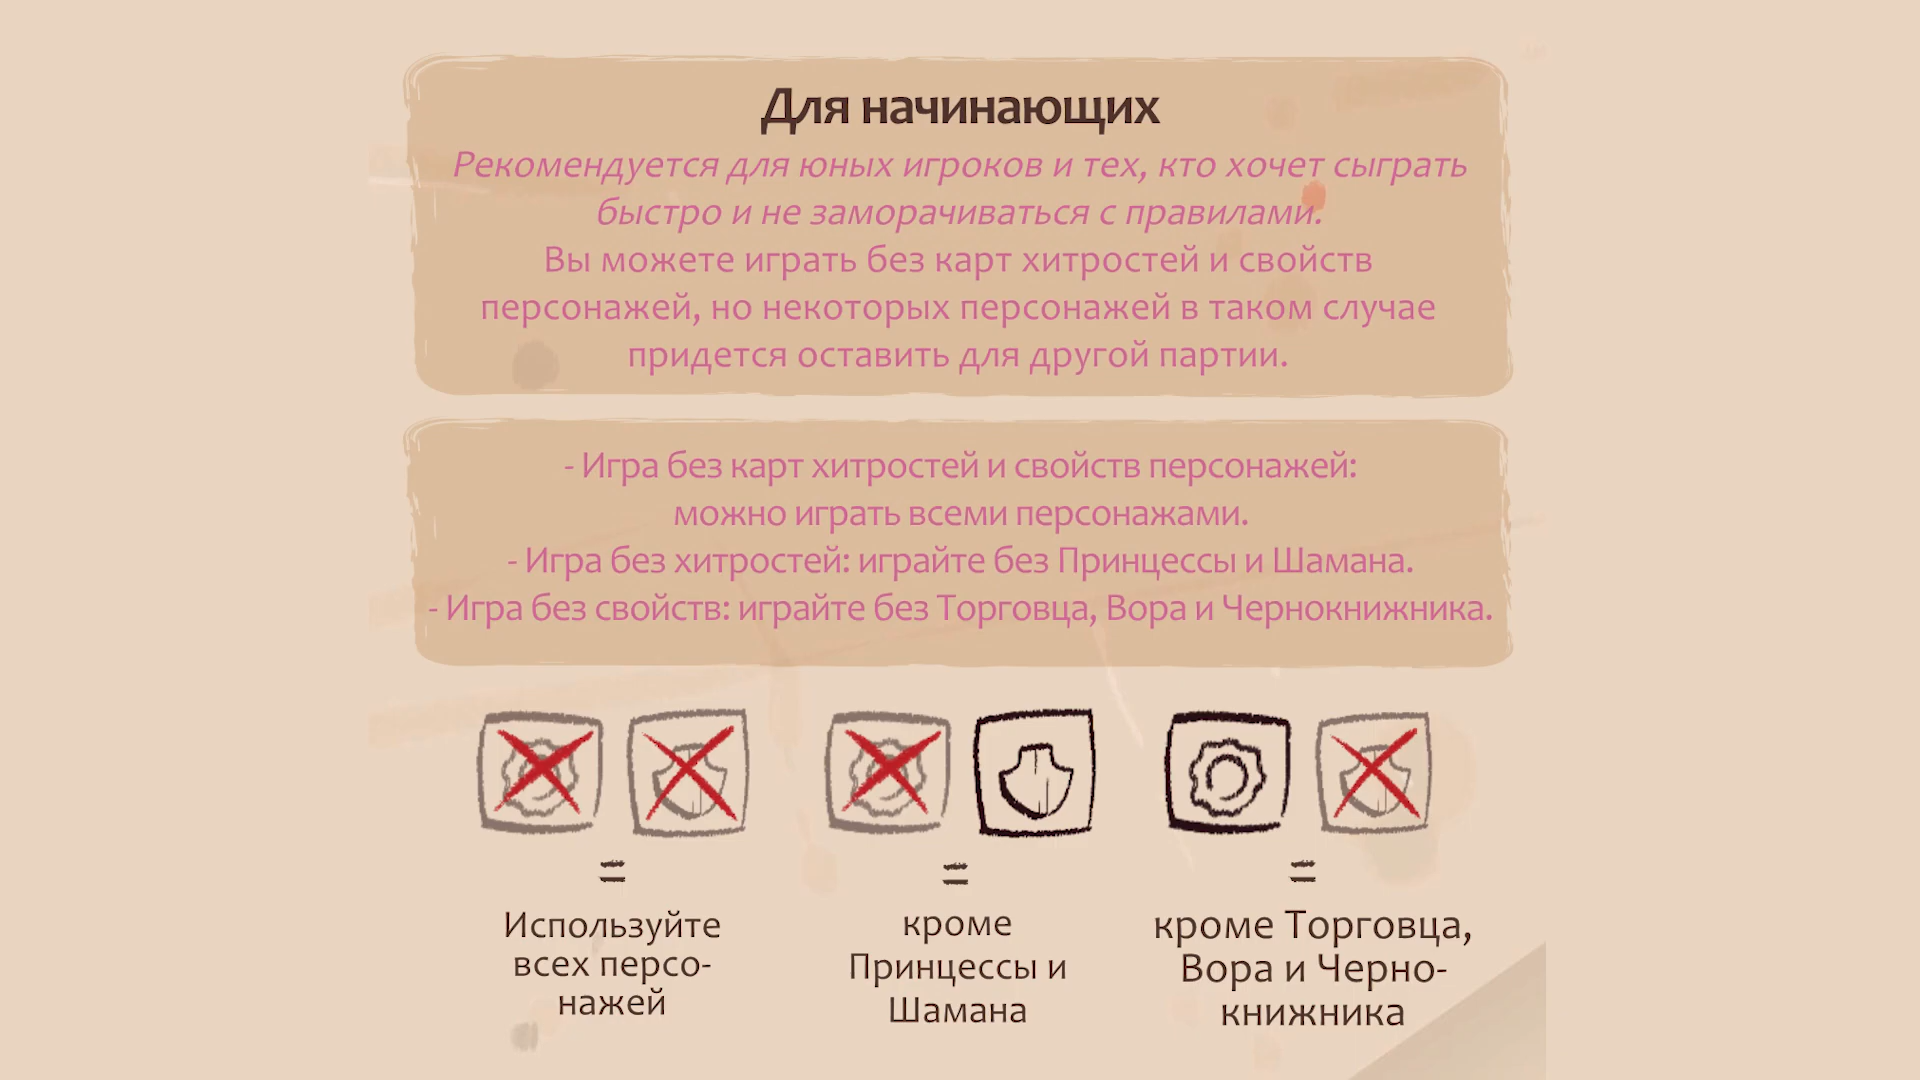 Для начинающих
Рекомендуется для юных игроков и тех, кто хочет сыграть
быстро и не заморачиваться с правилами.
Вы можете играть без карт хитростей и свойств
персонажей, но некоторых персонажей в таком случае
придется оставить для другой партии.
- Игра без карт хитростей и свойств персонажей:
можно играть всеми персонажами.
- Игра без хитростей: играйте без Принцессы и Шамана.
- Игра без свойств: играйте без Торговца, Вора и Чернокнижника.
=
Используйте
всех персо-
нажей
=
кроме
Принцессы и
Шамана
=
кроме Торговца,
Вора и Черно-
книжника